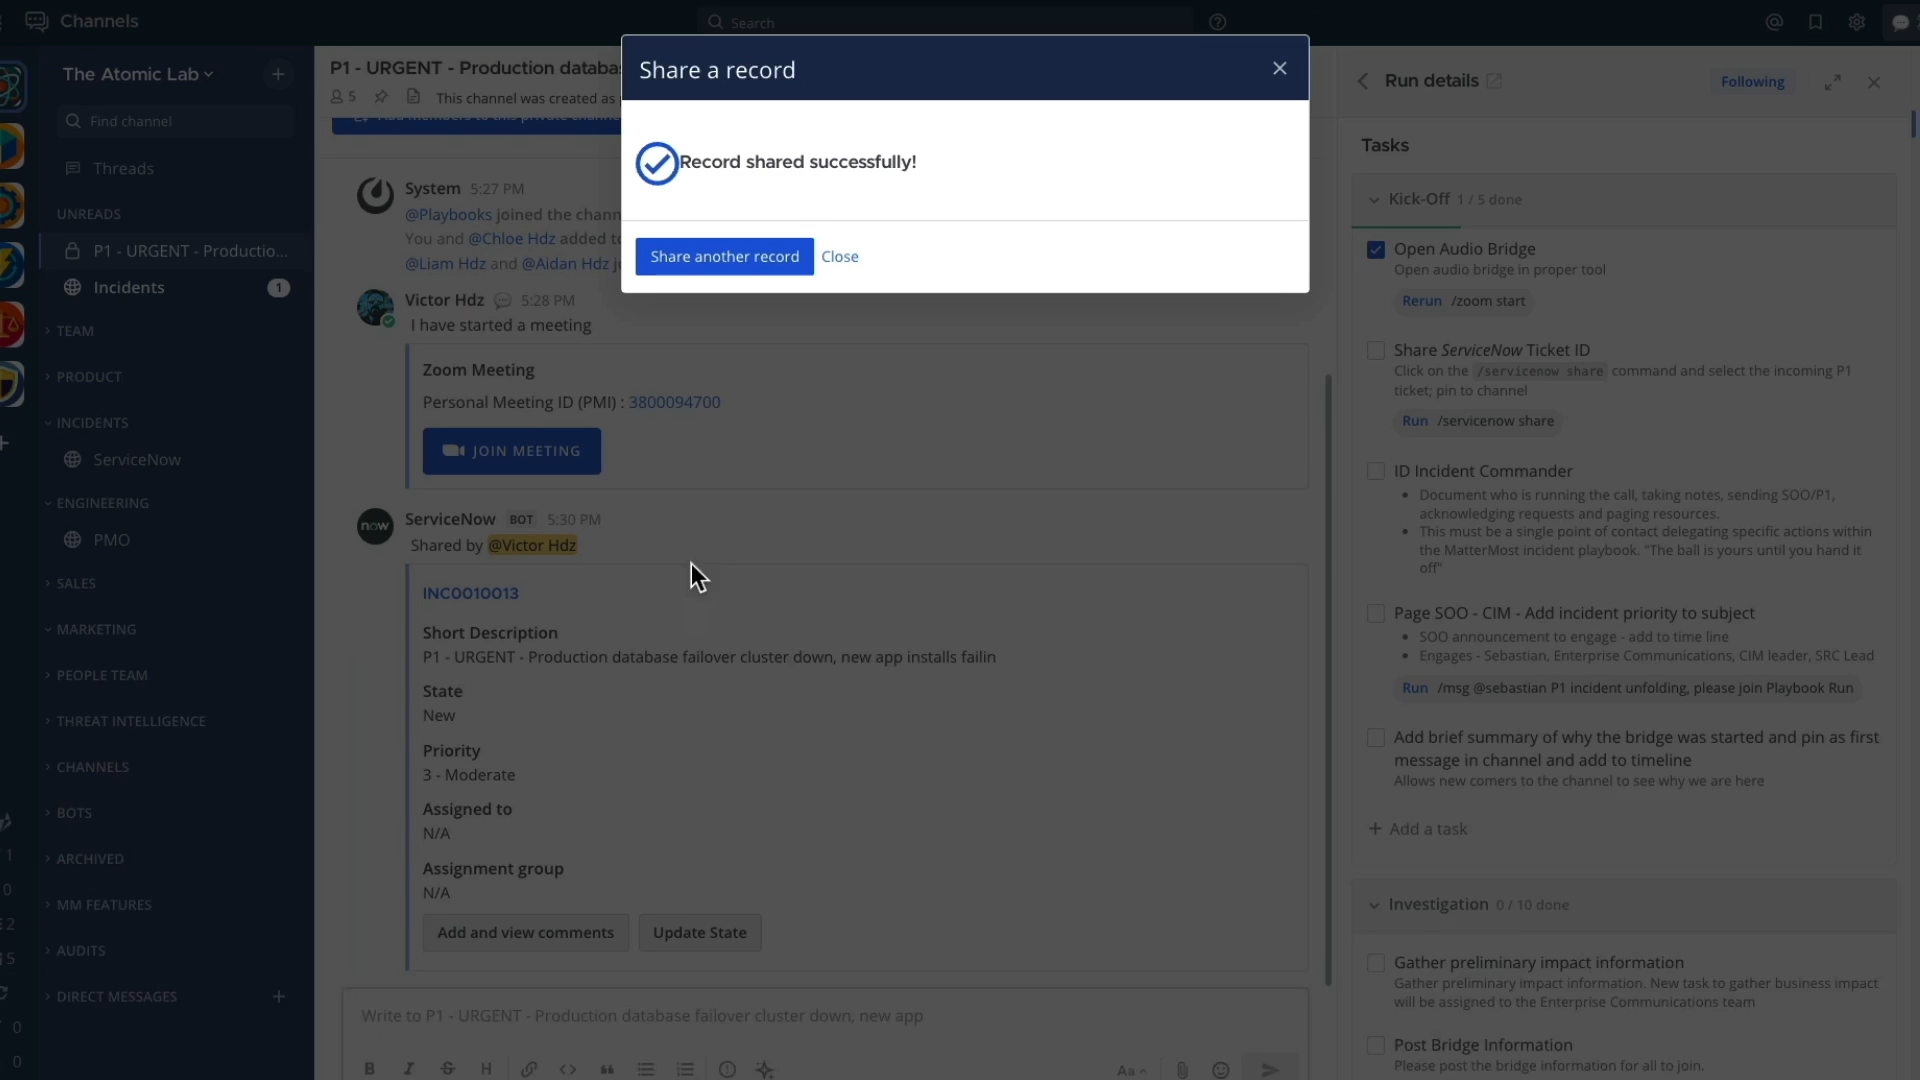 Channels
Search
The Atomic Lab
Find channel
Threads
UNREADS
P1 - URGENT - Productio...
Incidents 1
TEAM
PRODUCT
INCIDENTS
ServiceNow
ENGINEERING
PMO
SALES
MARKETING
PEOPLE TEAM
THREAT INTELLIGENCE
CHANNELS
BOTS
ARCHIVED
MM FEATURES
AUDITS
DIRECT MESSAGES
1
0
2
5
0
0
P1 - URGENT - Production databa
5 This channel was created as
System 5:27 PM
@Playbooks joined the chann
You and @Chloe Hdz added to
@Liam Hdz and @Aidan Hdz
Victor Hdz 5:28 PM
I have started a meeting
Zoom Meeting
Personal Meeting ID (PMI) : 3800094700
JOIN MEETING
now
ServiceNow BOT 5:30 PM
Shared by @Victor Hdz
INC0010013
Short Description
P1 - URGENT - Production database failover cluster down, new app installs failin
State
New
Priority
3 - Moderate
Assigned to
N/A
Assignment group
N/A
Add and view comments Update State
Write to P1 - URGENT - Production database failover cluster down, new app
B I S H Aa
Share a record
Record shared successfully!
Share another record Close
Run details
Following
Tasks
Kick-Off 1 / 5 done
Open Audio Bridge
Open audio bridge in proper tool
Rerun /zoom start
Share ServiceNow Ticket ID
Click on the /servicenow share command and select the incoming P1
ticket; pin to channel
Run /servicenow share
ID Incident Commander
• Document who is running the call, taking notes, sending SOO/P1,
acknowledging requests and paging resources.
• This must be a single point of contact delegating specific actions within
the MatterMost incident playbook. "The ball is yours until you hand it
off"
Page SOO - CIM - Add incident priority to subject
• SOO announcement to engage - add to time line
• Engages - Sebastian, Enterprise Communications, CIM leader, SRC Lead
Run /msg @sebastian P1 incident unfolding, please join Playbook Run
Add brief summary of why the bridge was started and pin as first
message in channel and add to timeline
Allows new comers to the channel to see why we are here
+ Add a task
Investigation 0 / 10 done
Gather preliminary impact information
Gather preliminary impact information. New task to gather business impact
will be assigned to the Enterprise Communications team
Post Bridge Information
Please post the bridge information for all to join.